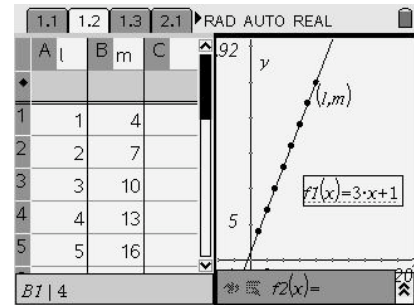 1.1 1.2 1.3 2.1 RAD AUTO REAL
A l B m C
◆
1 1 4
2 2 7
3 3 10
4 4 13
5 5 16
B1 | 4
.92 y
(l,m)
f1(x)=3·x+1
5
20
f2(x)=